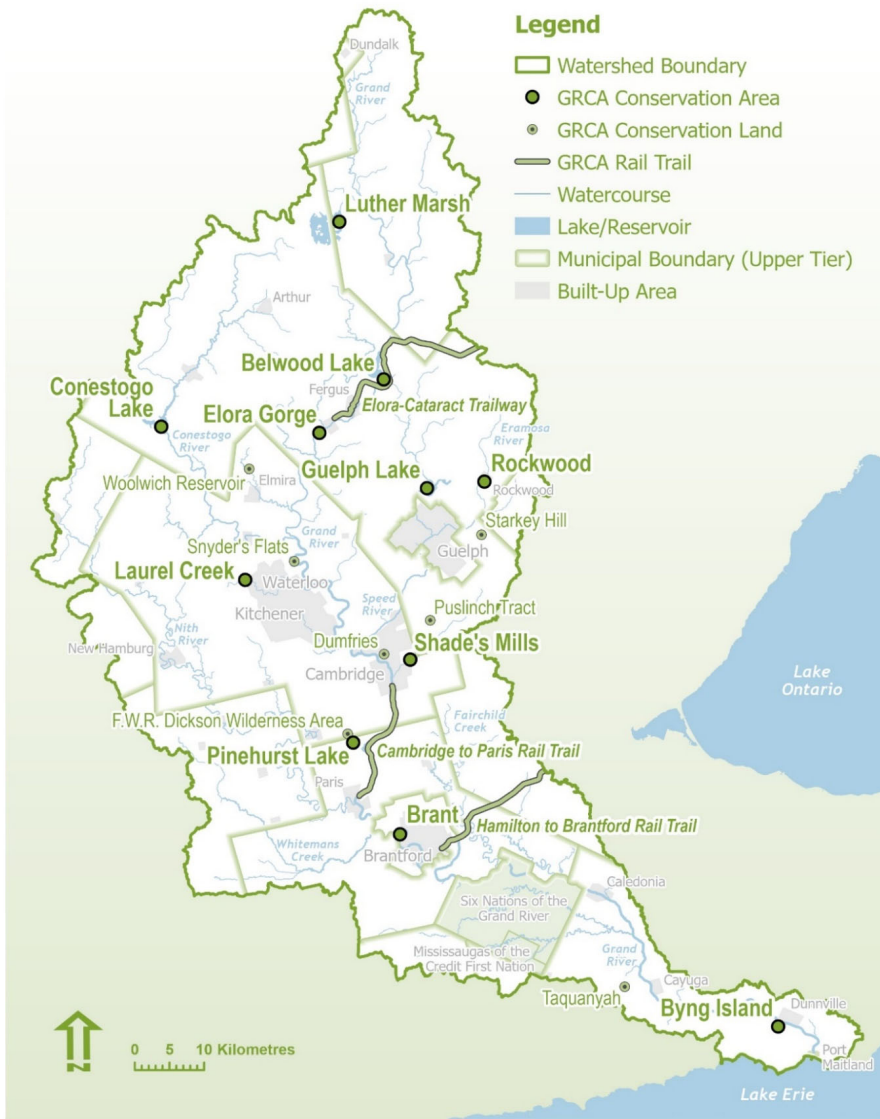 Legend
Watershed Boundary
GRCA Conservation Area
GRCA Conservation Land
GRCA Rail Trail
Watercourse
Lake/Reservoir
Municipal Boundary (Upper Tier)
Built-Up Area
Dundalk
Grand
River
Luther Marsh
Arthur
Belwood Lake
Fergus
Conestogo
Lake
Elora Gorge
Elora-Cataract Trailway
Conestogo
River
Eramosa
River
Woolwich Reservoir
Elmira
Guelph Lake
Rockwood
Rockwood
Grand
River
Starkey Hill
Snyder's Flats
Guelph
Laurel Creek
Waterloo
Speed
River
Kitchener
Puslinch Tract
Nith
River
New Hamburg
Dumfries
Shade's Mills
Cambridge
Lake
Ontario
F.W.R. Dickson Wilderness Area
Fairchild
Creek
Pinehurst Lake
Cambridge to Paris Rail Trail
Paris
Brant
Hamilton to Brantford Rail Trail
Whitemans
Creek
Brantford
Caledonia
Six Nations of the
Grand River
Mississaugas of the
Credit First Nation
Grand
River
Taquanyah
Cayuga
Byng Island
Dunnville
Port
Maitland
N
0 5 10 Kilometres
Lake Erie